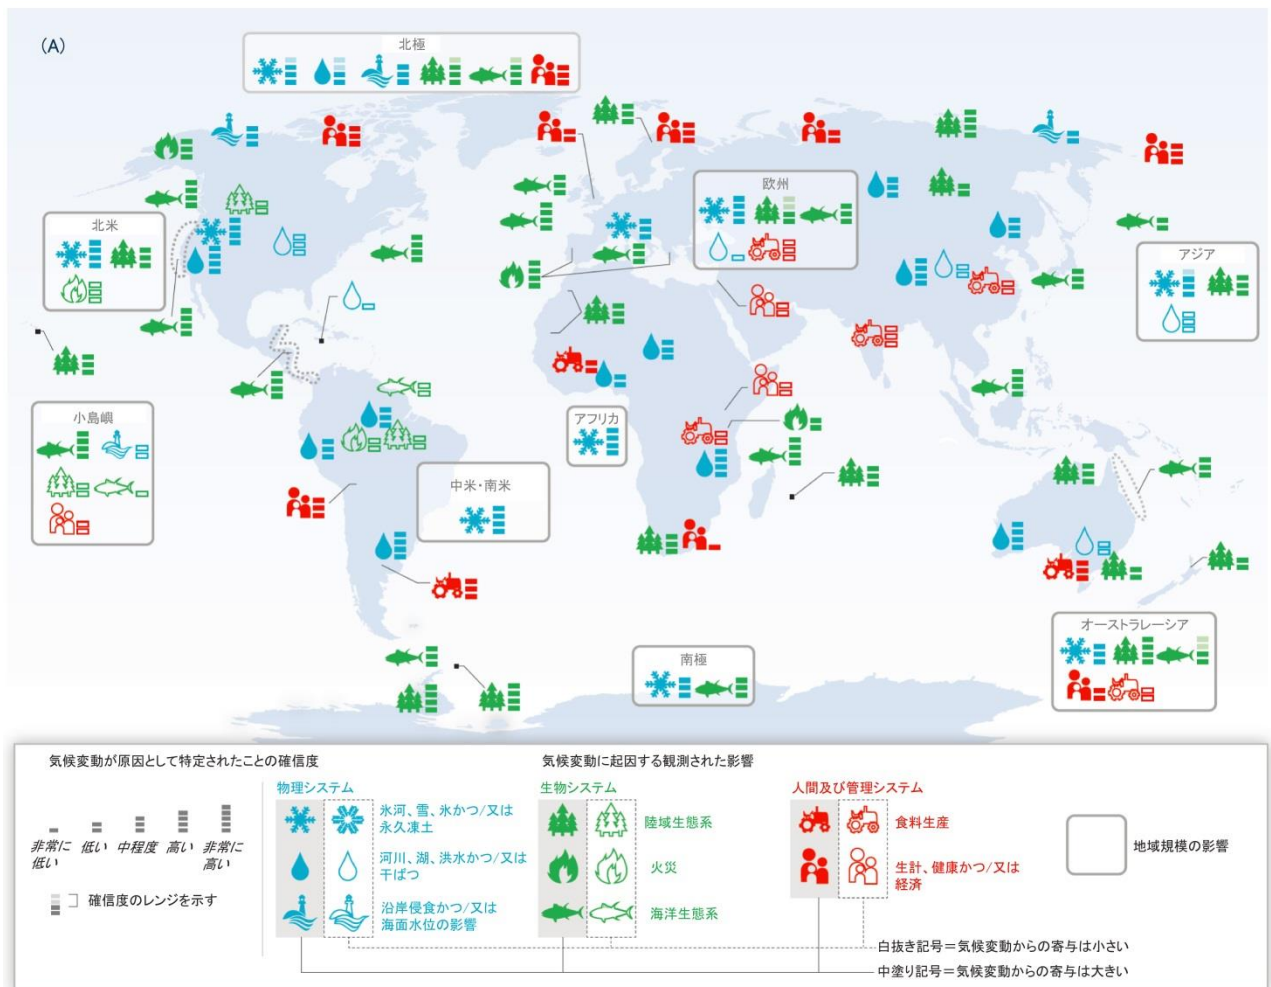 (A)
北極
欧州
北米
アジア
小島嶼
アフリカ
中米・南米
オーストラレーシア
南極
気候変動が原因として特定されたことの確信度
非常に
低い
低い
中程度
高い
非常に
高い
確信度のレンジを示す
気候変動に起因する観測された影響
物理システム
氷河、雪、氷かつ/又は
永久凍土
河川、湖、洪水かつ/又は
干ばつ
沿岸侵食かつ/又は
海面水位の影響
生物システム
陸域生態系
火災
海洋生態系
人間及び管理システム
食料生産
生計、健康かつ/又は
経済
地域規模の影響
白抜き記号＝気候変動からの寄与は小さい
中塗り記号＝気候変動からの寄与は大きい